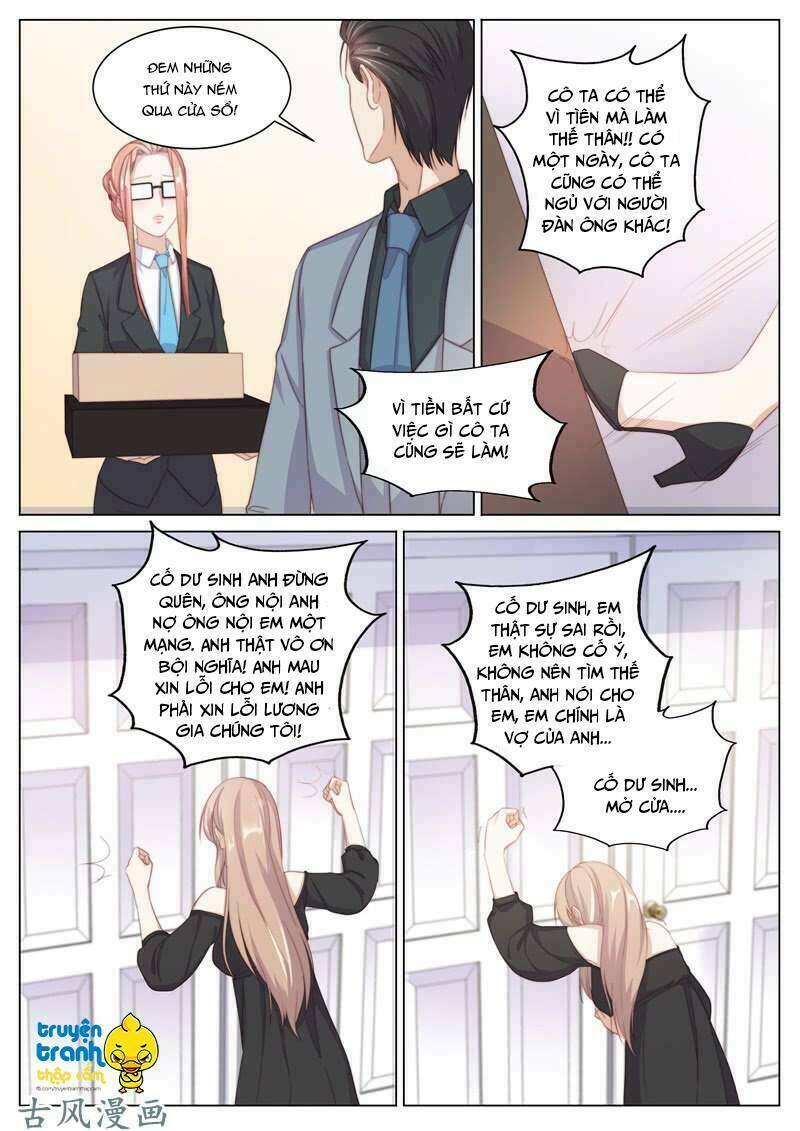 ĐEM NHỮNG
THỨ NÀY NÉM
QUA CỬA SỔ!
CÔ TA CÓ THỂ
VÌ TIÊN MÀ LÀM
THẾ THÂN!! CÓ
MỘT NGÀY, CÔ TA
CŨNG CÓ THỂ
NGỦ VỚI NGƯỜI
ĐÀN ÔNG KHÁC!
VÌ TIỀN BẤT CỨ
VIỆC GÌ CÔ TA
CŨNG SẼ LÀM!
CỐ DƯ SINH ANH ĐỪNG
QUÊN, ÔNG NỘI ANH
NỢ ÔNG NỘI EM MỘT
MẠNG. ANH THẬT VÔ ƠN
BỘI NGHĨA! ANH MAU
XIN LỖI CHO EM! ANH
PHẢI XIN LỖI LƯƠNG
GIA CHÚNG TÔI!
CỐ DƯ SINH, EM
THẬT SỰ SAI RỒI,
EM KHÔNG CỐ Ý,
KHÔNG NÊN TÌM THẾ
THÂN, ANH NÓI CHO
EM, EM CHÍNH LÀ
VỢ CỦA ANH...
CỐ DƯ SINH...
MỞ CỬA....
truyện
tranh
thập cẩm
古风漫画